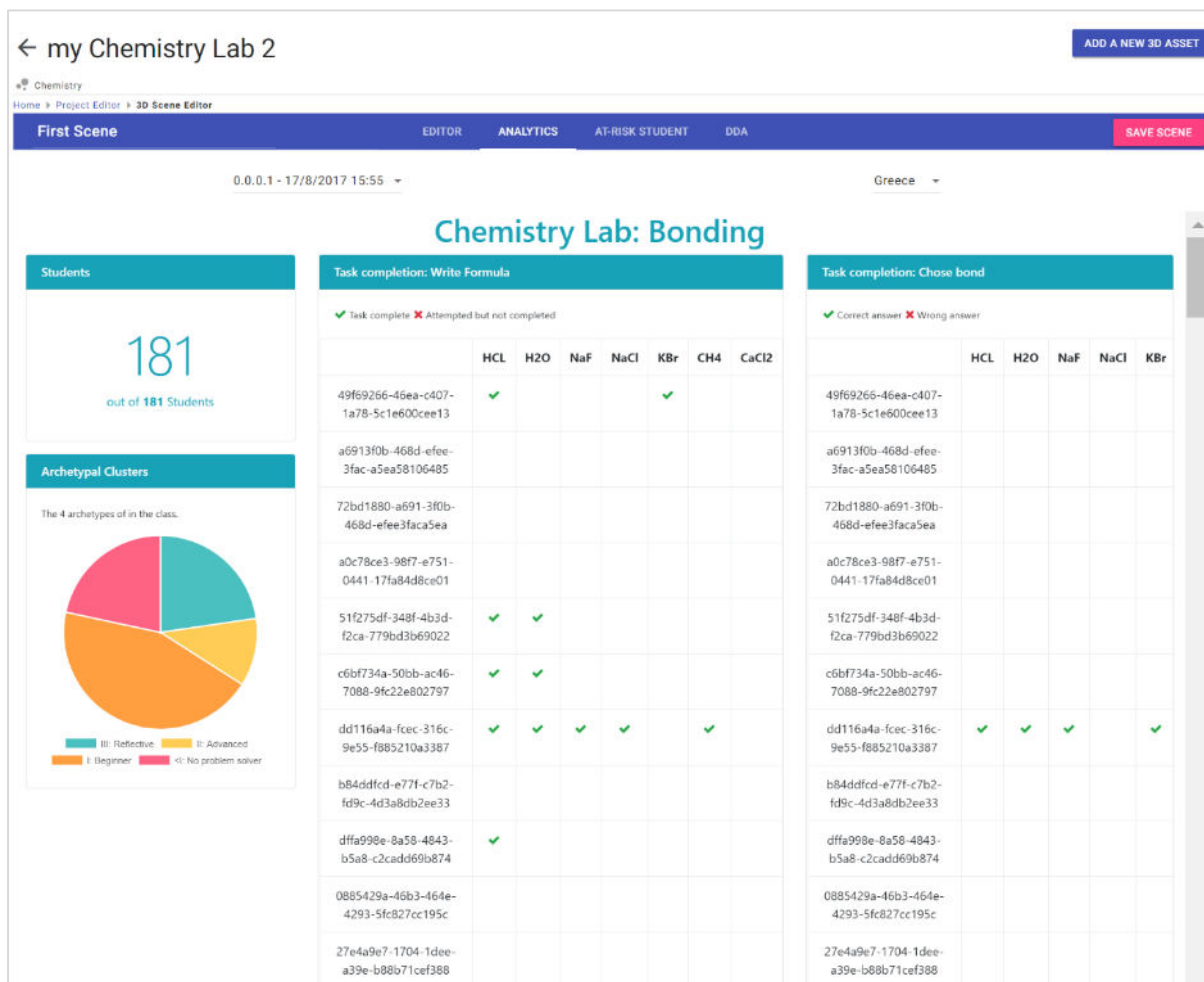 ← my Chemistry Lab 2
ADD A NEW 3D ASSET
Chemistry
Home Project Editor 3D Scene Editor
First Scene EDITOR ANALYTICS AT-RISK STUDENT DDA SAVE SCENE
0.0.0.1 - 17/8/2017 15:55 Greece
Chemistry Lab: Bonding
Students
181
out of 181 Students
Archetypal Clusters
The 4 archetypes of in the class.
III: Reflective II: Advanced
I: Beginner <I: No problem solver
Task completion: Write Formula
✔ Task complete ✖ Attempted but not completed
HCL H2O NaF NaCl KBr CH4 CaCl2
49f69266-46ea-c407-
1a78-5c1e600cee13 ✔ ✔
a6913f0b-468d-efee-
3fac-a5ea58106485
72bd1880-a691-3f0b-
468d-efee3faca5ea
a0c78ce3-98f7-e751-
0441-17fa84d8ce01
51f275df-348f-4b3d-
f2ca-779bd3b69022 ✔ ✔
c6bf734a-50bb-ac46-
7088-9fc22e802797 ✔ ✔
dd116a4a-fcec-316c-
9e55-f885210a3387 ✔ ✔ ✔ ✔ ✔
b84ddfcd-e77f-c7b2-
fd9c-4d3a8db2ee33
dffa998e-8a58-4843-
b5a8-c2cadd69b874 ✔
0885429a-46b3-464e-
4293-5fc827cc195c
27e4a9e7-1704-1dee-
a39e-b88b71cef388
Task completion: Chose bond
✔ Correct answer ✖ Wrong answer
HCL H2O NaF NaCl KBr
49f69266-46ea-c407-
1a78-5c1e600cee13
a6913f0b-468d-efee-
3fac-a5ea58106485
72bd1880-a691-3f0b-
468d-efee3faca5ea
a0c78ce3-98f7-e751-
0441-17fa84d8ce01
51f275df-348f-4b3d-
f2ca-779bd3b69022
c6bf734a-50bb-ac46-
7088-9fc22e802797
dd116a4a-fcec-316c-
9e55-f885210a3387 ✔ ✔ ✔ ✔
b84ddfcd-e77f-c7b2-
fd9c-4d3a8db2ee33
dffa998e-8a58-4843-
b5a8-c2cadd69b874
0885429a-46b3-464e-
4293-5fc827cc195c
27e4a9e7-1704-1dee-
a39e-b88b71cef388